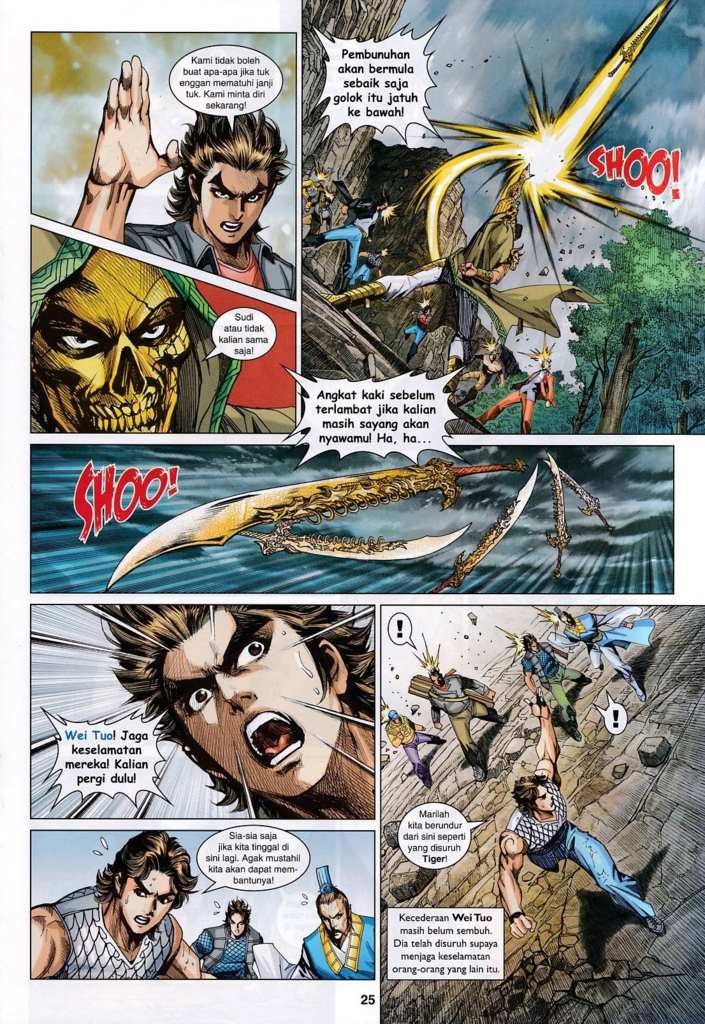 Kami tidak boleh
buat apa-apa jika tuk
enggan mematuhi janji
tuk. Kami minta diri
sekarang!
Pembunuhan
akan bermula
sebaik saja
golok itu jatuh
ke bawah!
SHOO!
Sudi
atau tidak
kalian sama
saja!
Angkat kaki sebelum
terlambat jika kalian
masih sayang akan
nyawamu! Ha, ha...
SHOO!
Wei Tuo! Jaga
keselamatan
mereka! Kalian
pergi dulu!
!
!
Marilah
kita berundur
dari sini seperti
yang disuruh
Tiger!
Sia-sia saja
jika kita tinggal di
sini lagi. Agak mustahil
kita akan dapat mem-
bantunya!
Kecederaan Wei Tuo
masih belum sembuh.
Dia telah disuruh supaya
menjaga keselamatan
orang-orang yang lain itu.
25